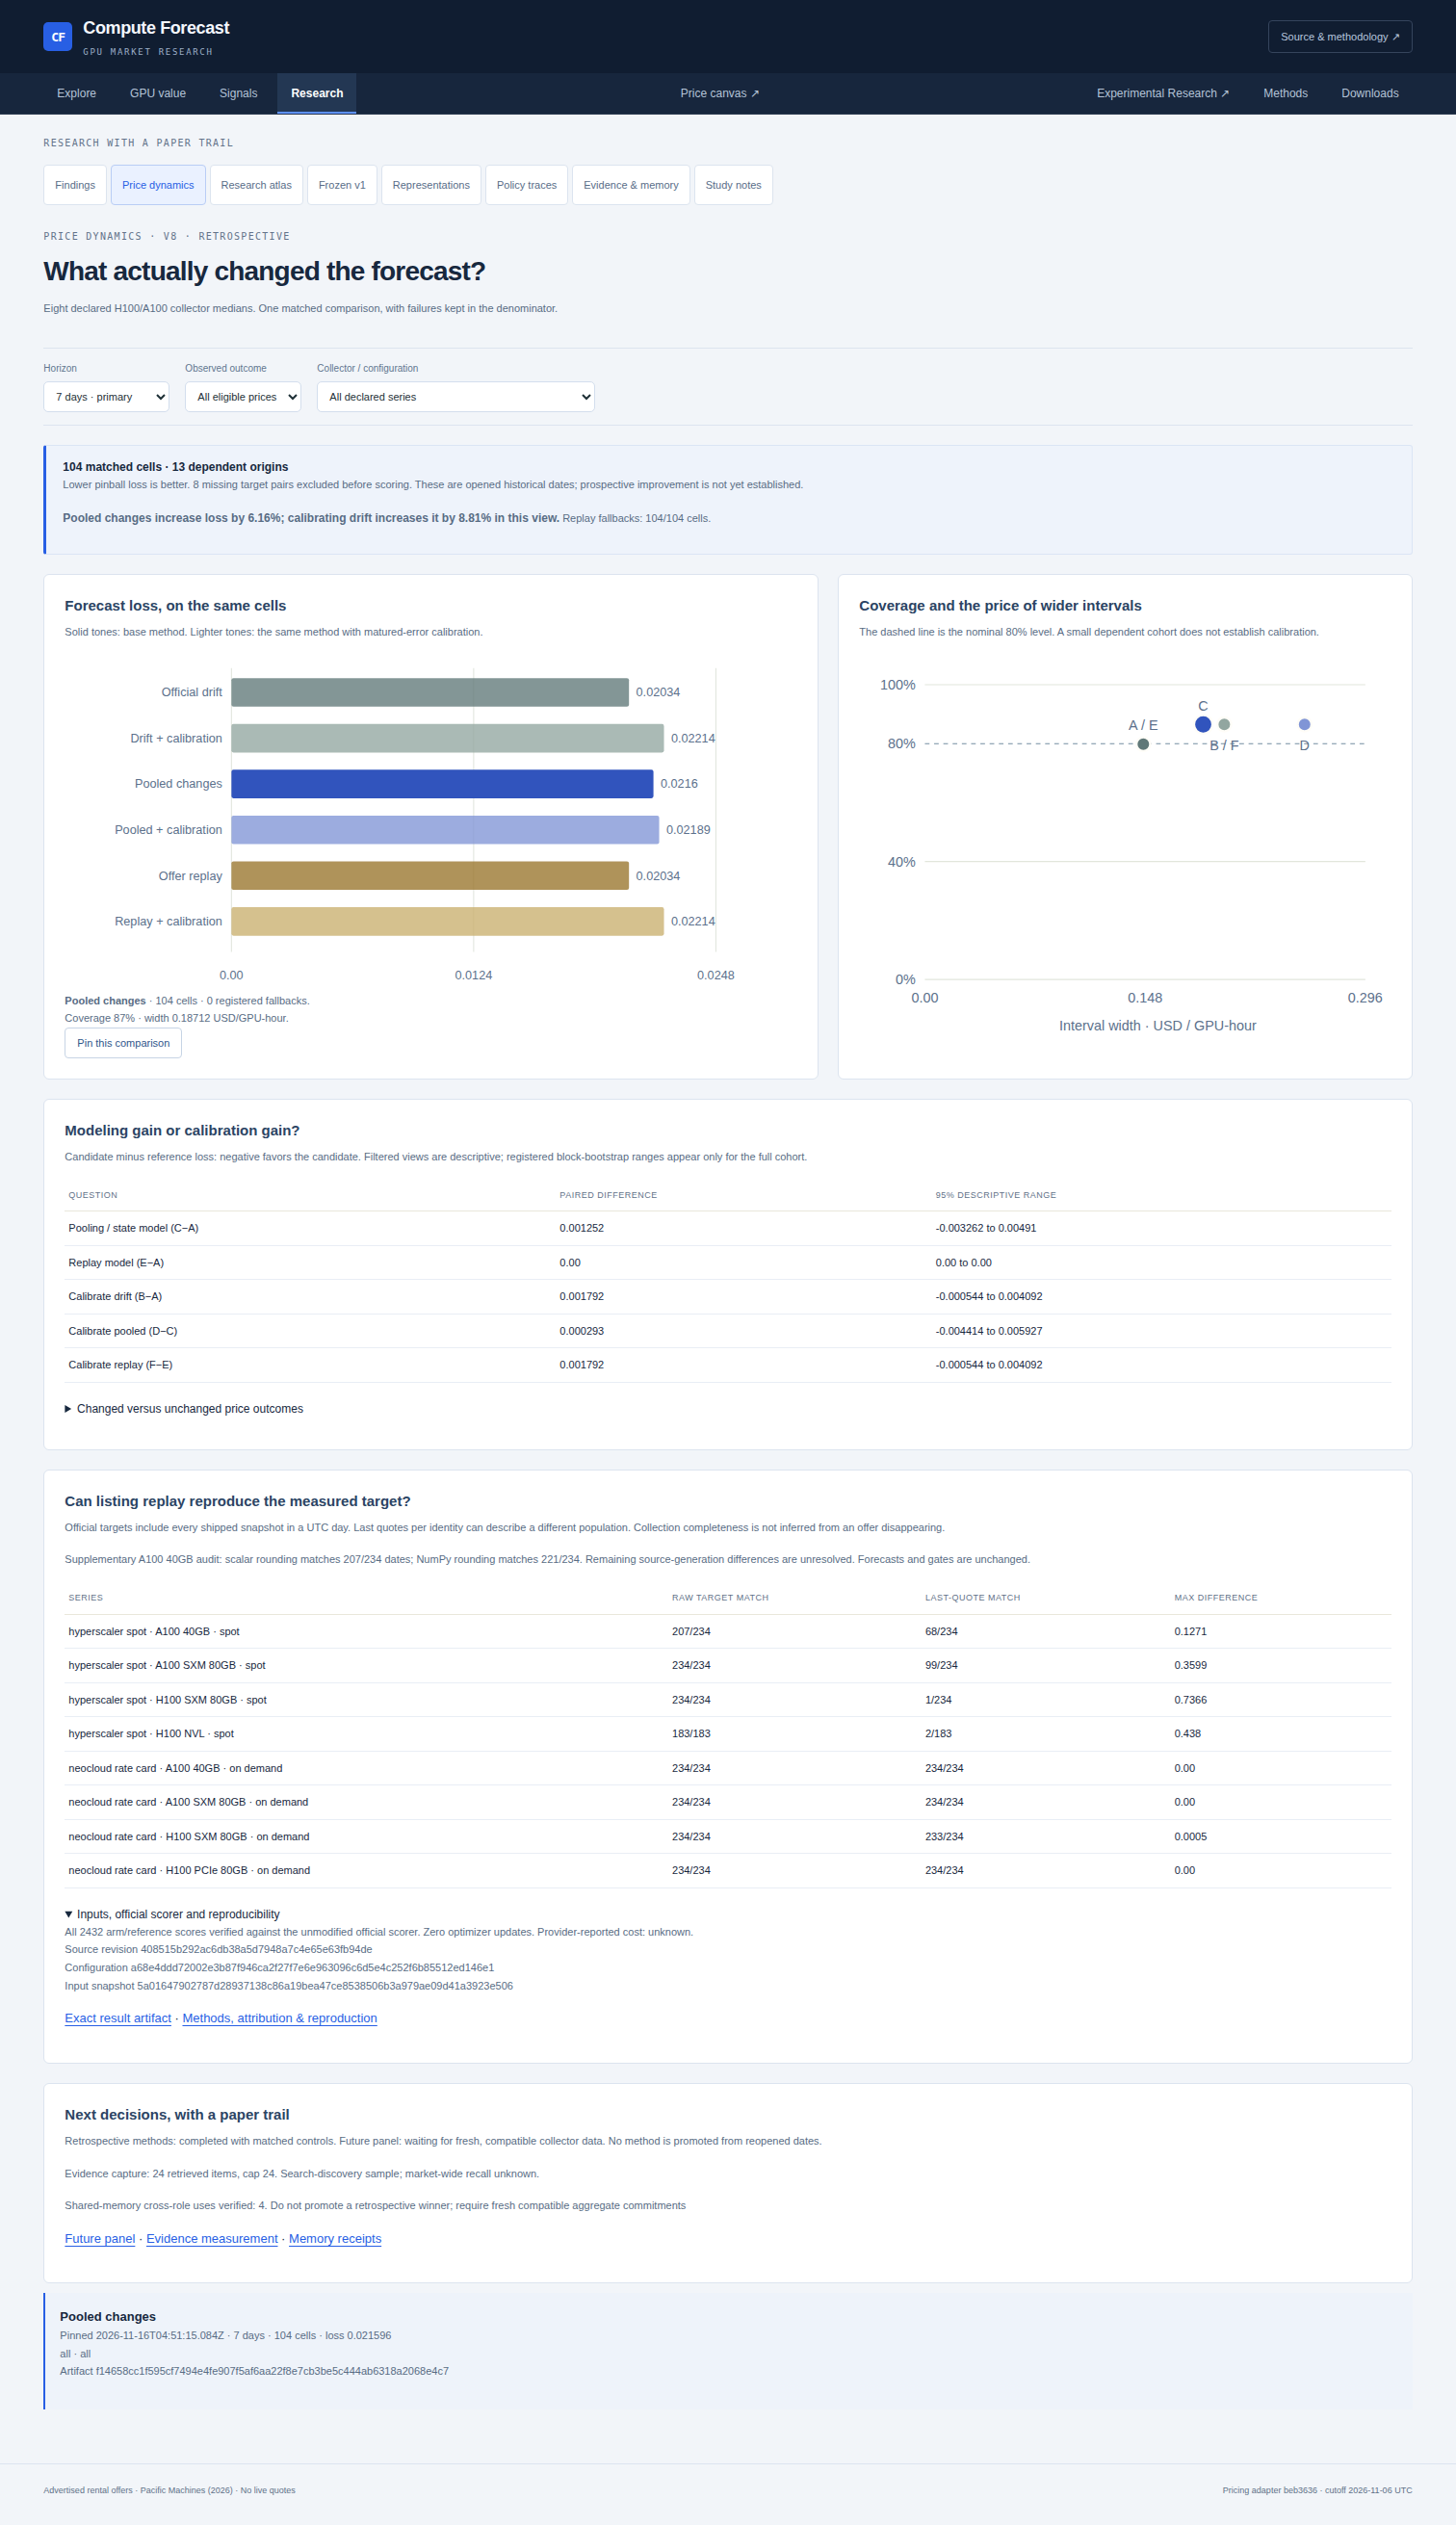 CF
Compute Forecast
GPU MARKET RESEARCH
Source & methodology ↗
Explore
GPU value
Signals
Research
Price canvas ↗
Experimental Research ↗
Methods
Downloads
RESEARCH WITH A PAPER TRAIL
Findings
Price dynamics
Research atlas
Frozen v1
Representations
Policy traces
Evidence & memory
Study notes
PRICE DYNAMICS · V8 · RETROSPECTIVE
What actually changed the forecast?
Eight declared H100/A100 collector medians. One matched comparison, with failures kept in the denominator.
Horizon
Observed outcome
Collector / configuration
7 days · primary
All eligible prices
All declared series
104 matched cells · 13 dependent origins
Lower pinball loss is better. 8 missing target pairs excluded before scoring. These are opened historical dates; prospective improvement is not yet established.
Pooled changes increase loss by 6.16%; calibrating drift increases it by 8.81% in this view. Replay fallbacks: 104/104 cells.
Forecast loss, on the same cells
Solid tones: base method. Lighter tones: the same method with matured-error calibration.
Official drift
0.02034
Drift + calibration
0.02214
Pooled changes
0.0216
Pooled + calibration
0.02189
Offer replay
0.02034
Replay + calibration
0.02214
0.00
0.0124
0.0248
Pooled changes · 104 cells · 0 registered fallbacks.
Coverage 87% · width 0.18712 USD/GPU-hour.
Pin this comparison
Coverage and the price of wider intervals
The dashed line is the nominal 80% level. A small dependent cohort does not establish calibration.
100%
C
A / E
80%
B / F
D
40%
0%
0.00
0.148
0.296
Interval width · USD / GPU-hour
Modeling gain or calibration gain?
Candidate minus reference loss: negative favors the candidate. Filtered views are descriptive; registered block-bootstrap ranges appear only for the full cohort.
QUESTION
PAIRED DIFFERENCE
95% DESCRIPTIVE RANGE
Pooling / state model (C−A)
0.001252
-0.003262 to 0.00491
Replay model (E−A)
0.00
0.00 to 0.00
Calibrate drift (B−A)
0.001792
-0.000544 to 0.004092
Calibrate pooled (D−C)
0.000293
-0.004414 to 0.005927
Calibrate replay (F−E)
0.001792
-0.000544 to 0.004092
▶ Changed versus unchanged price outcomes
Can listing replay reproduce the measured target?
Official targets include every shipped snapshot in a UTC day. Last quotes per identity can describe a different population. Collection completeness is not inferred from an offer disappearing.
Supplementary A100 40GB audit: scalar rounding matches 207/234 dates; NumPy rounding matches 221/234. Remaining source-generation differences are unresolved. Forecasts and gates are unchanged.
SERIES
RAW TARGET MATCH
LAST-QUOTE MATCH
MAX DIFFERENCE
hyperscaler spot · A100 40GB · spot
207/234
68/234
0.1271
hyperscaler spot · A100 SXM 80GB · spot
234/234
99/234
0.3599
hyperscaler spot · H100 SXM 80GB · spot
234/234
1/234
0.7366
hyperscaler spot · H100 NVL · spot
183/183
2/183
0.438
neocloud rate card · A100 40GB · on demand
234/234
234/234
0.00
neocloud rate card · A100 SXM 80GB · on demand
234/234
234/234
0.00
neocloud rate card · H100 SXM 80GB · on demand
234/234
233/234
0.0005
neocloud rate card · H100 PCIe 80GB · on demand
234/234
234/234
0.00
▼ Inputs, official scorer and reproducibility
All 2432 arm/reference scores verified against the unmodified official scorer. Zero optimizer updates. Provider-reported cost: unknown.
Source revision 408515b292ac6db38a5d7948a7c4e65e63fb94de
Configuration a68e4ddd72002e3b87f946ca2f27f7e6e963096c6d5e4c252f6b85512ed146e1
Input snapshot 5a01647902787d28937138c86a19bea47ce8538506b3a979ae09d41a3923e506
Exact result artifact · Methods, attribution & reproduction
Next decisions, with a paper trail
Retrospective methods: completed with matched controls. Future panel: waiting for fresh, compatible collector data. No method is promoted from reopened dates.
Evidence capture: 24 retrieved items, cap 24. Search-discovery sample; market-wide recall unknown.
Shared-memory cross-role uses verified: 4. Do not promote a retrospective winner; require fresh compatible aggregate commitments
Future panel · Evidence measurement · Memory receipts
Pooled changes
Pinned 2026-11-16T04:51:15.084Z · 7 days · 104 cells · loss 0.021596
all · all
Artifact f14658cc1f595cf7494e4fe907f5af6aa22f8e7cb3be5c444ab6318a2068e4c7
Advertised rental offers · Pacific Machines (2026) · No live quotes
Pricing adapter beb3636 · cutoff 2026-11-06 UTC